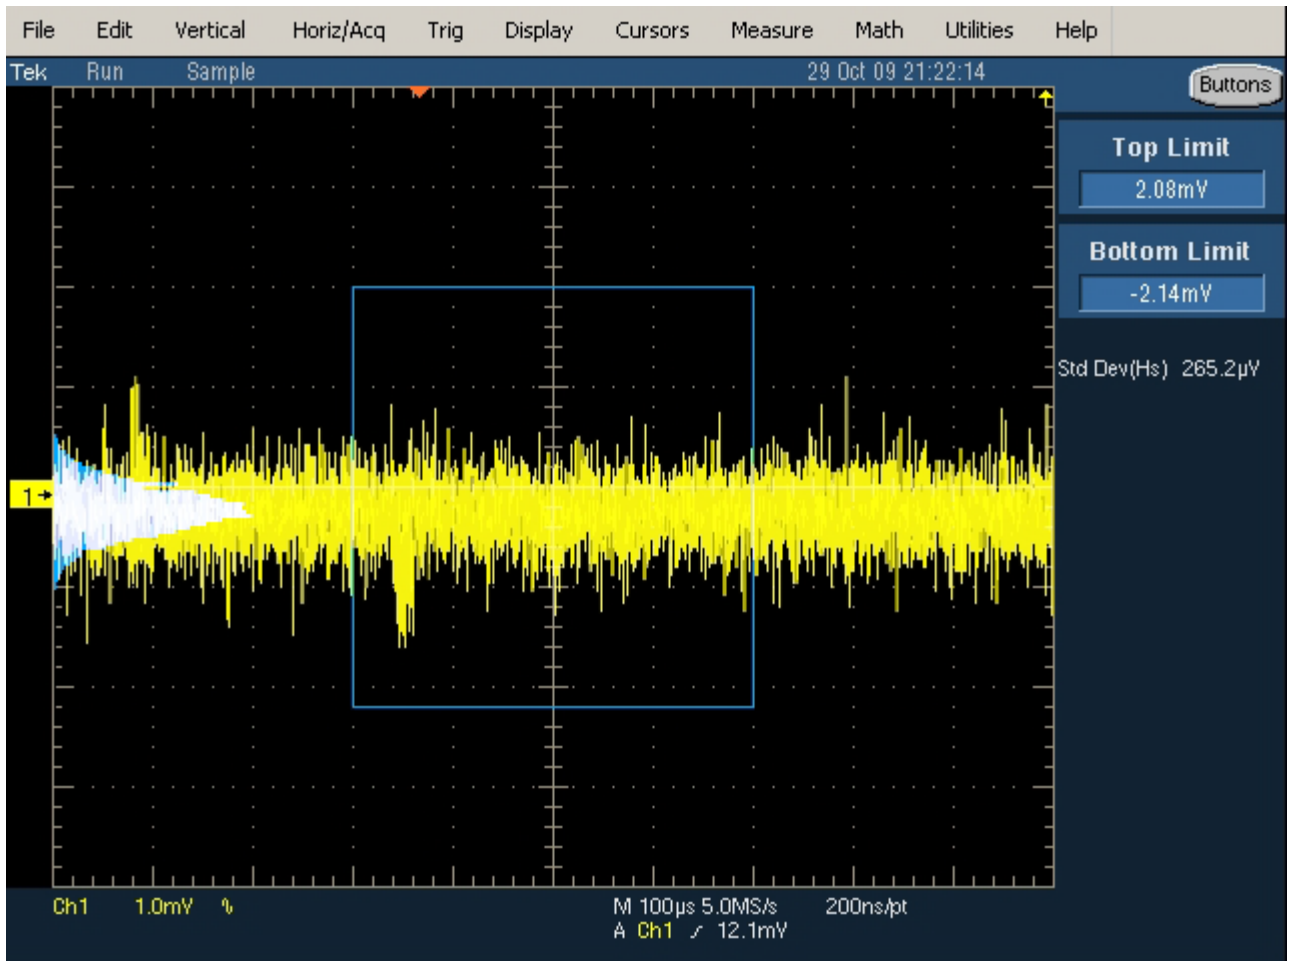 File Edit Vertical Horiz/Acq Trig Display Cursors Measure Math Utilities Help
Tek Run Sample 29 Oct 09 21:22:14
Buttons
Top Limit
2.08mV
Bottom Limit
-2.14mV
Std Dev(Hs) 265.2µV
1
Ch1 1.0mV M 100µs 5.0MS/s 200ns/pt
A Ch1 12.1mV